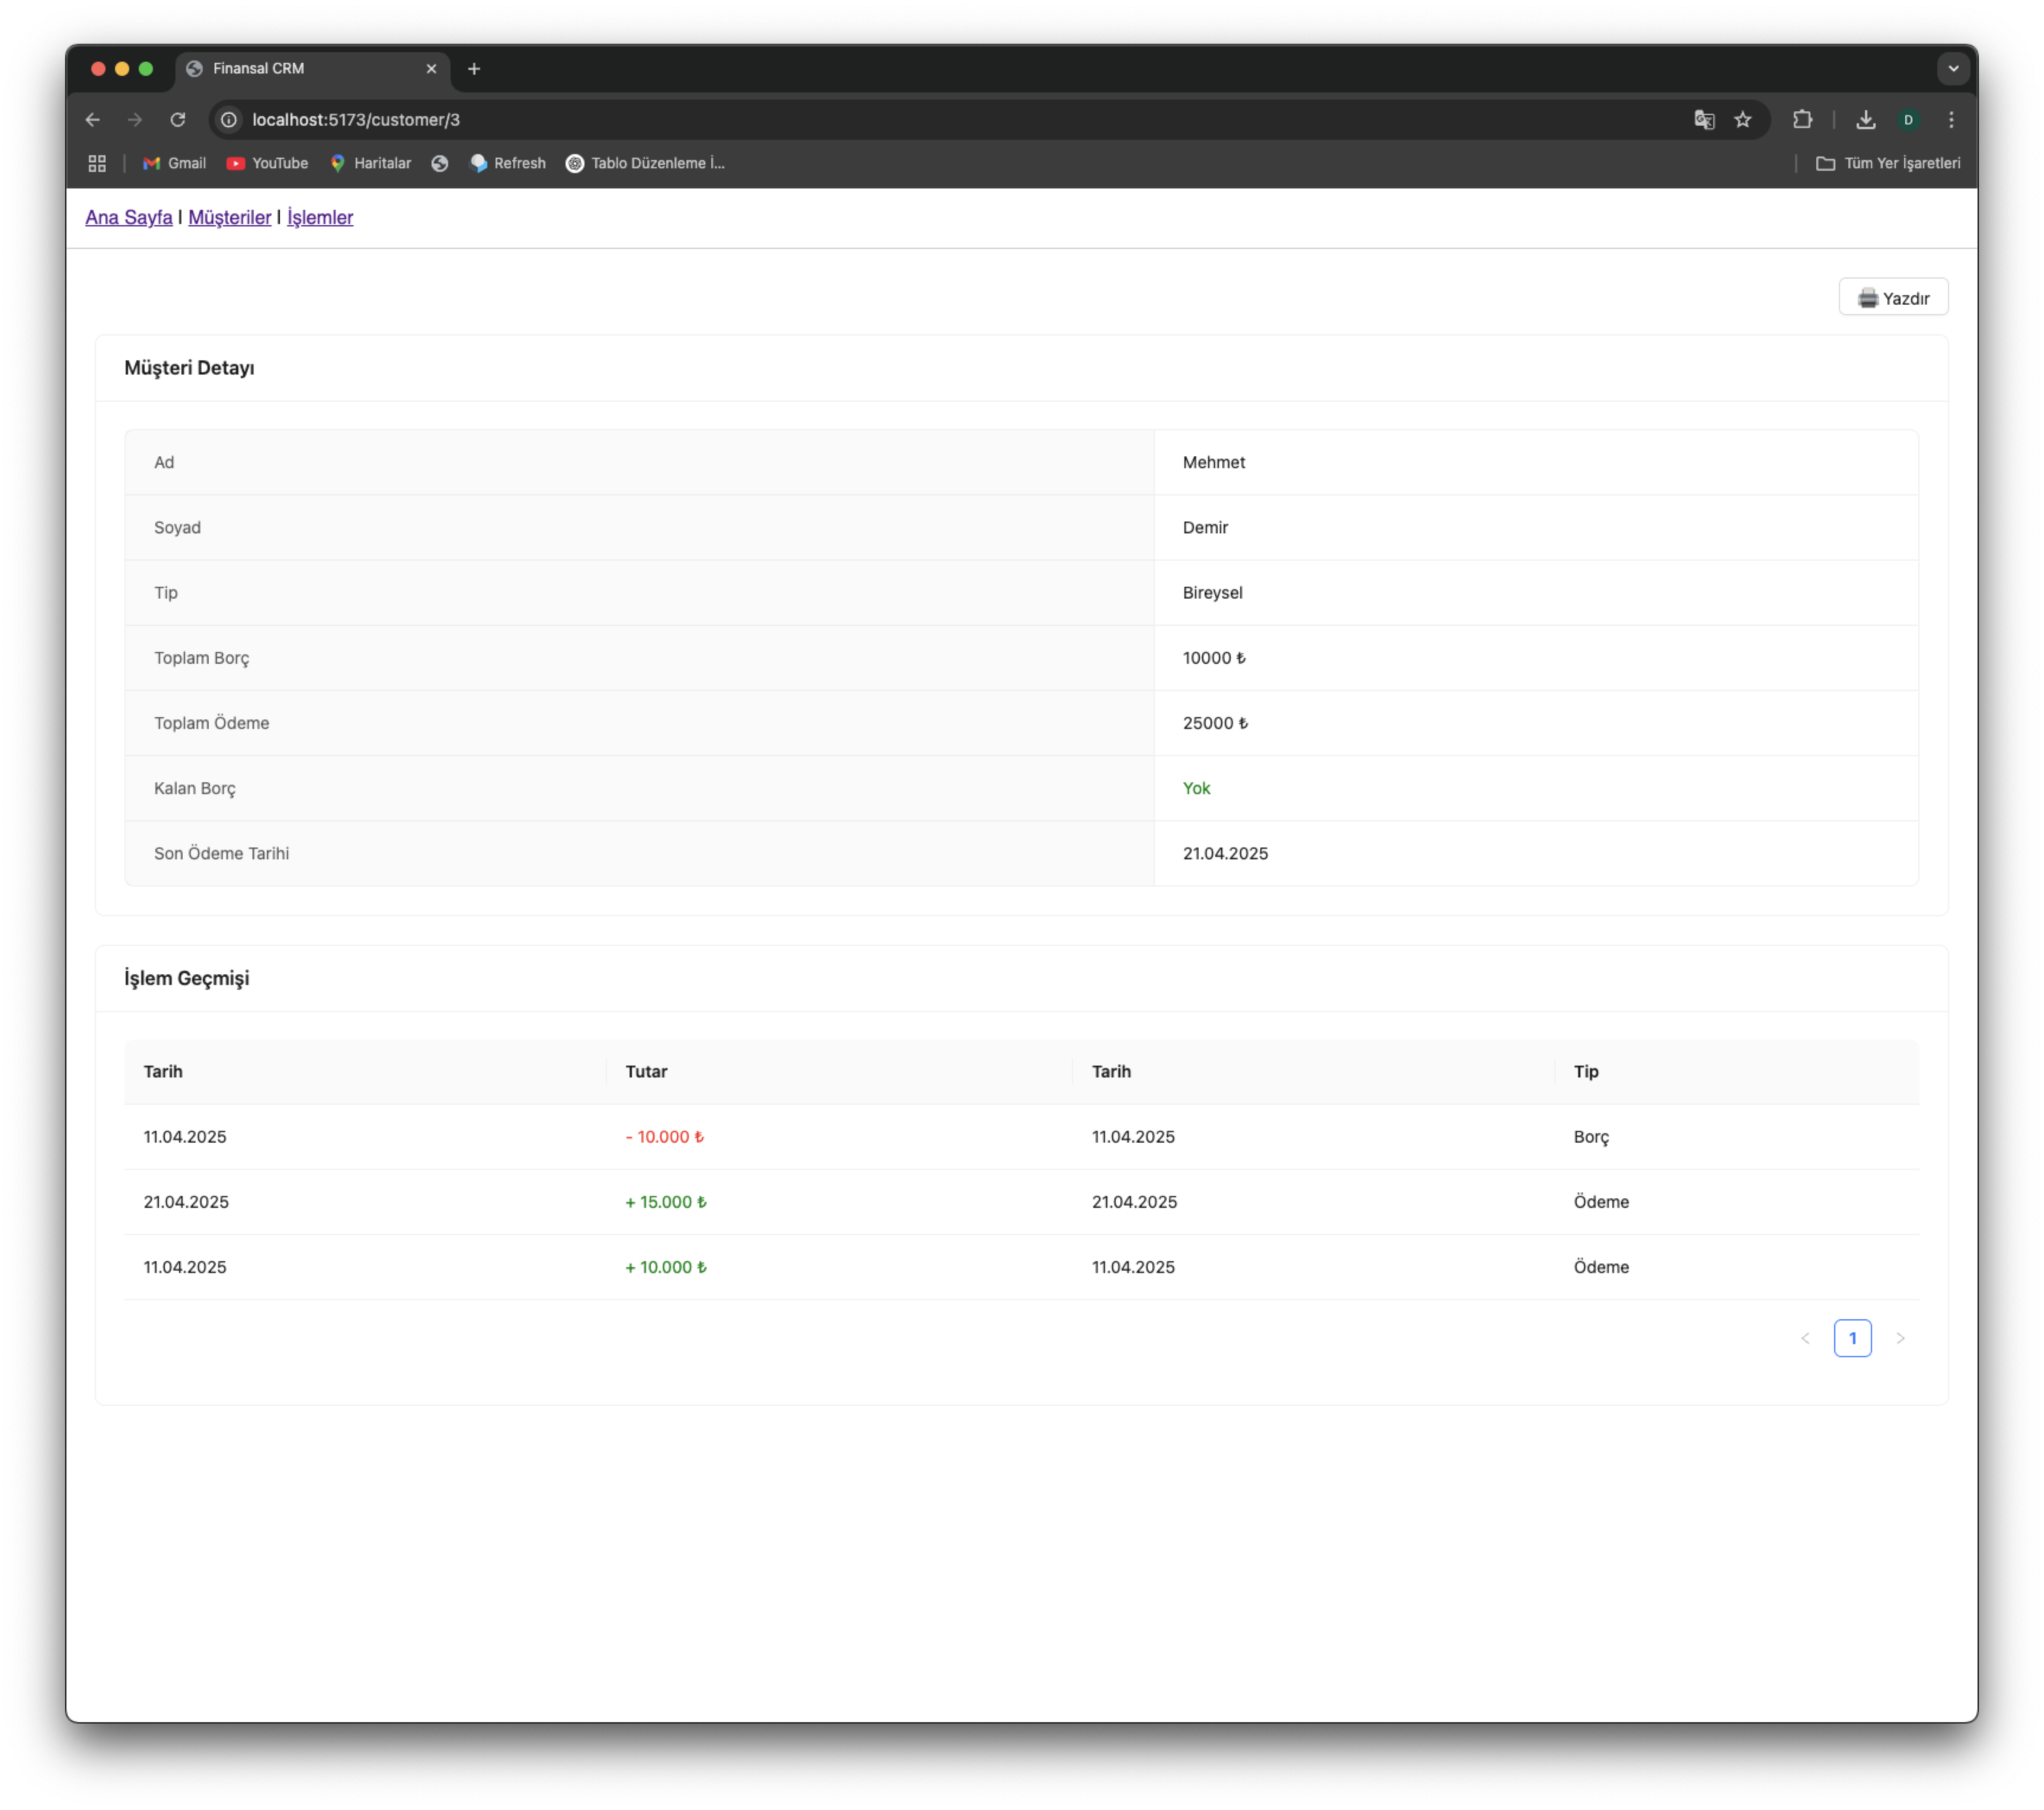 Finansal CRM
localhost:5173/customer/3
D
Gmail YouTube Haritalar Refresh Tablo Düzenleme İ... Tüm Yer İşaretleri
Ana Sayfa | Müşteriler | İşlemler
Yazdır
Müşteri Detayı
Ad Mehmet
Soyad Demir
Tip Bireysel
Toplam Borç 10000 ₺
Toplam Ödeme 25000 ₺
Kalan Borç Yok
Son Ödeme Tarihi 21.04.2025
İşlem Geçmişi
Tarih Tutar Tarih Tip
11.04.2025 - 10.000 ₺ 11.04.2025 Borç
21.04.2025 + 15.000 ₺ 21.04.2025 Ödeme
11.04.2025 + 10.000 ₺ 11.04.2025 Ödeme
< 1 >